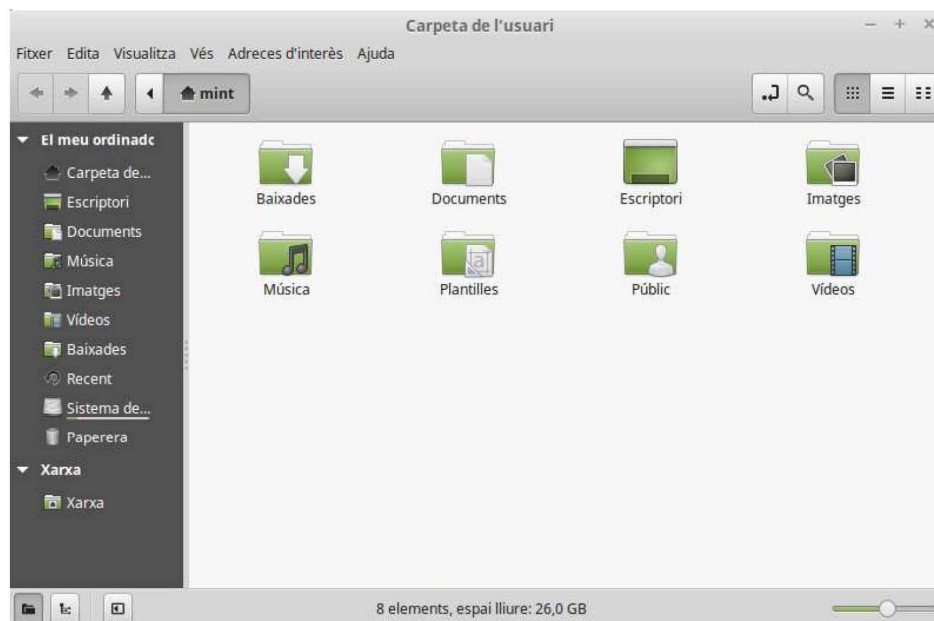 Carpeta de l'usuari
Fitxer Edita Visualitza Vés Adreces d'interès Ajuda
mint
El meu ordinadc
Carpeta de...
Escriptori
Documents
Música
Imatges
Vídeos
Baixades
Recent
Sistema de...
Paperera
Xarxa
Xarxa
Baixades Documents Escriptori Imatges
Música Plantilles Públic Vídeos
8 elements, espai lliure: 26,0 GB